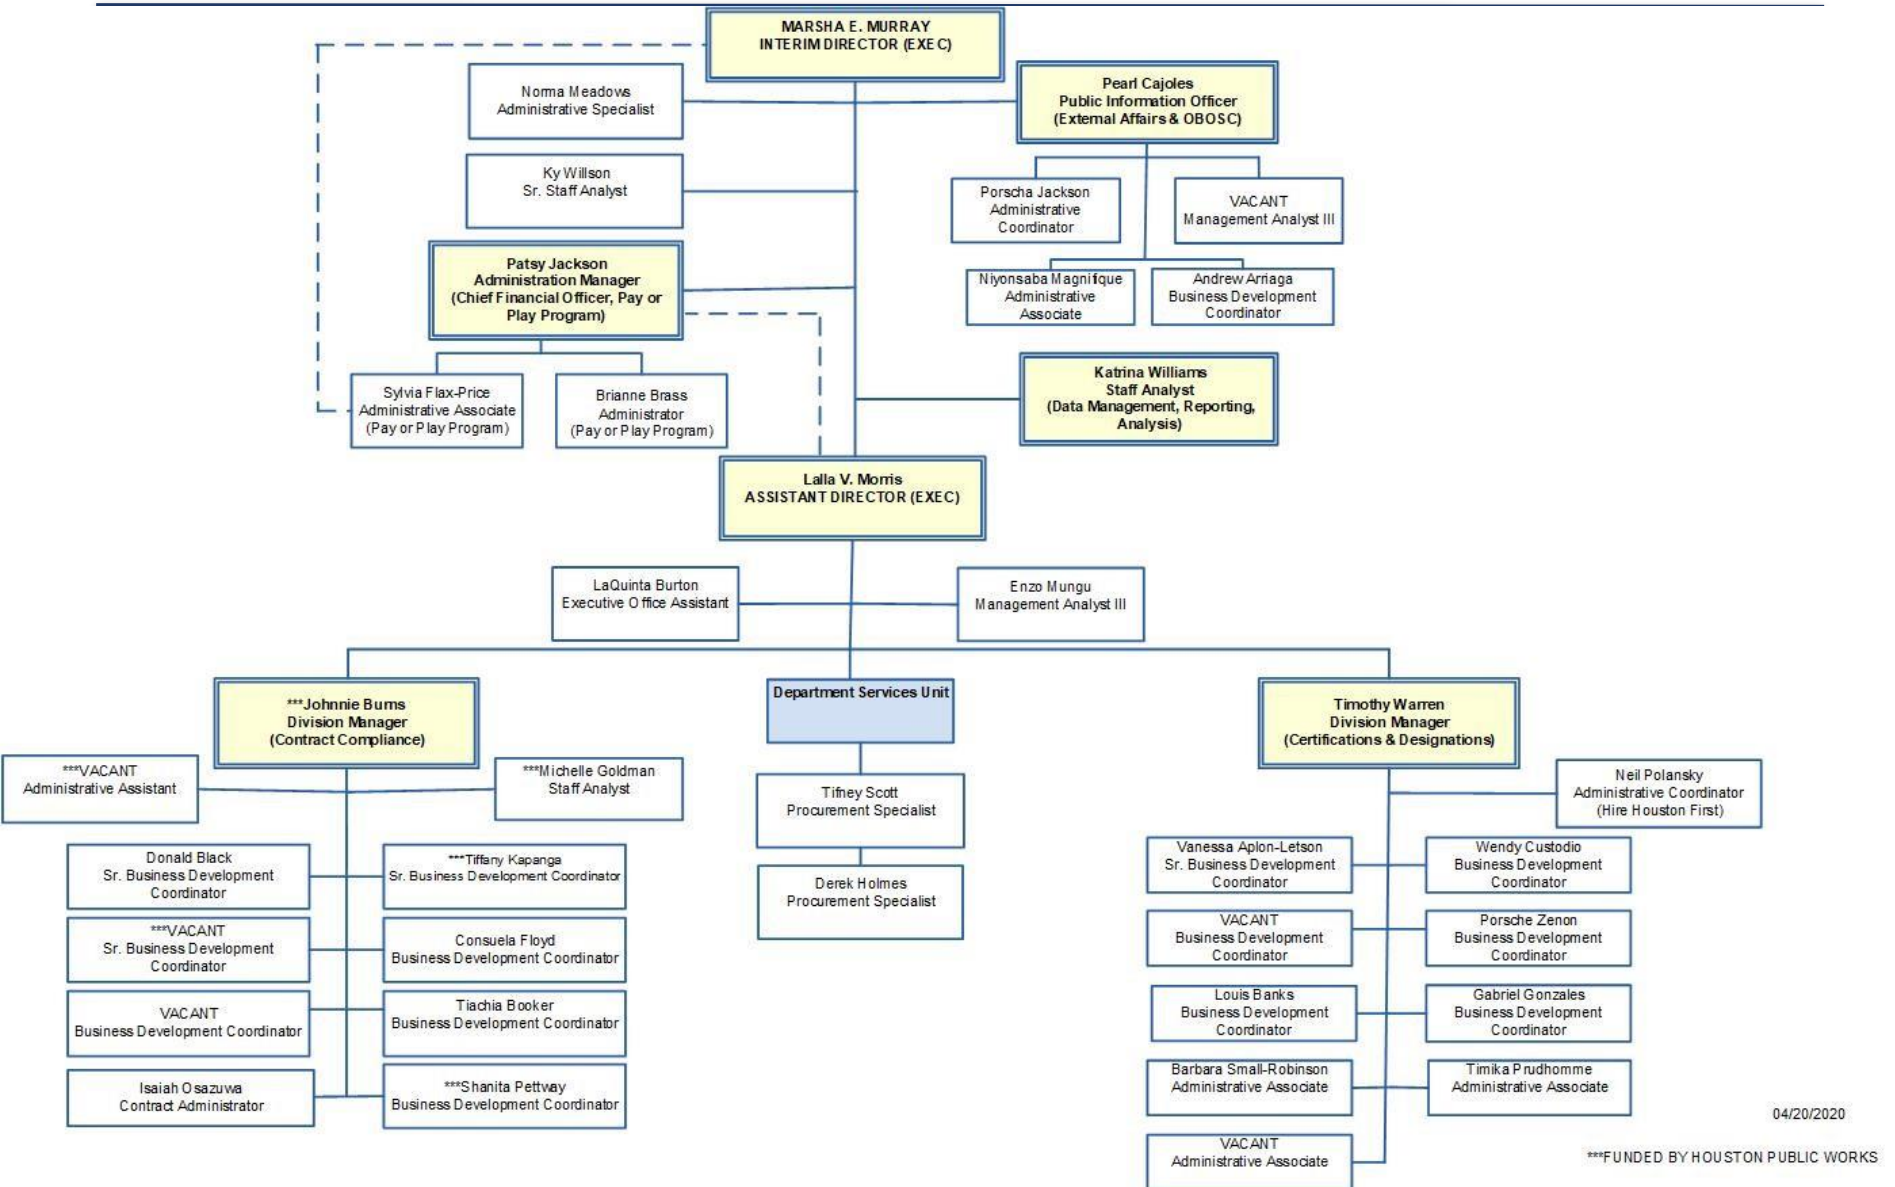 MARSHA E. MURRAY
INTERIM DIRECTOR (EXEC)
Norma Meadows
Administrative Specialist
Pearl Cajoles
Public Information Officer
(External Affairs & OBOSC)
Ky Willson
Sr. Staff Analyst
Porscha Jackson
Administrative
Coordinator
VACANT
Management Analyst III
Patsy Jackson
Administration Manager
(Chief Financial Officer, Pay or
Play Program)
Niyonsaba Magnifique
Administrative
Associate
Andrew Arriaga
Business Development
Coordinator
Sylvia Flax-Price
Administrative Associate
(Pay or Play Program)
Brianne Brass
Administrator
(Pay or Play Program)
Katrina Williams
Staff Analyst
(Data Management, Reporting,
Analysis)
Lalla V. Morris
ASSISTANT DIRECTOR (EXEC)
LaQuinta Burton
Executive Office Assistant
Enzo Mungu
Management Analyst III
***Johnnie Burns
Division Manager
(Contract Compliance)
Department Services Unit
Timothy Warren
Division Manager
(Certifications & Designations)
***VACANT
Administrative Assistant
***Michelle Goldman
Staff Analyst
Donald Black
Sr. Business Development
Coordinator
***Tiffany Kapanga
Sr. Business Development Coordinator
***VACANT
Sr. Business Development
Coordinator
Consuela Floyd
Business Development Coordinator
VACANT
Business Development Coordinator
Tiachia Booker
Business Development Coordinator
Isaiah Osazuwa
Contract Administrator
***Shanita Pettway
Business Development Coordinator
Tifney Scott
Procurement Specialist
Derek Holmes
Procurement Specialist
Neil Polansky
Administrative Coordinator
(Hire Houston First)
Vanessa Aplon-Letson
Sr. Business Development
Coordinator
Wendy Custodio
Business Development
Coordinator
VACANT
Business Development
Coordinator
Porsche Zenon
Business Development
Coordinator
Louis Banks
Business Development
Coordinator
Gabriel Gonzales
Business Development
Coordinator
Barbara Small-Robinson
Administrative Associate
Timika Prudhomme
Administrative Associate
VACANT
Administrative Associate
04/20/2020
***FUNDED BY HOUSTON PUBLIC WORKS